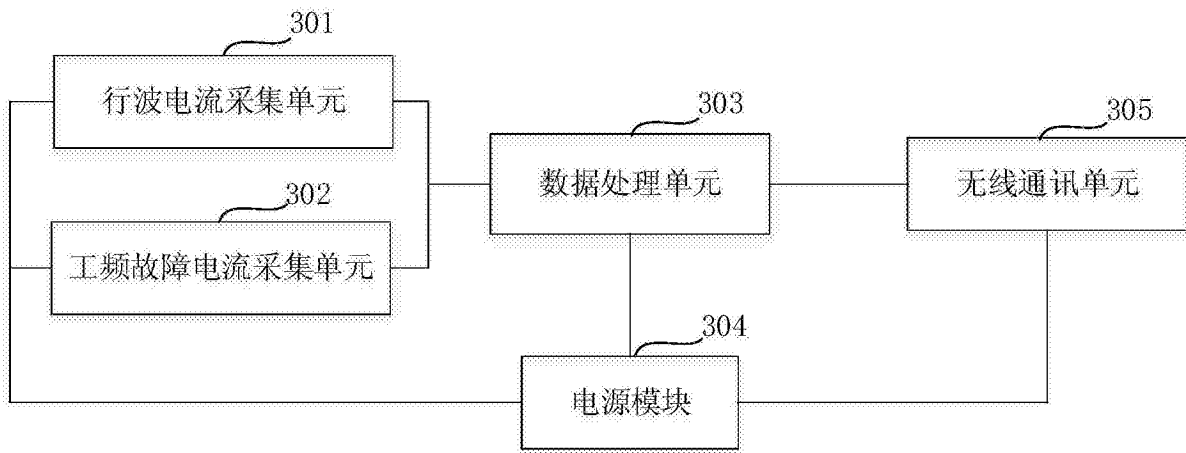 301
行波电流采集单元
302
工频故障电流采集单元
303
数据处理单元
304
电源模块
305
无线通讯单元